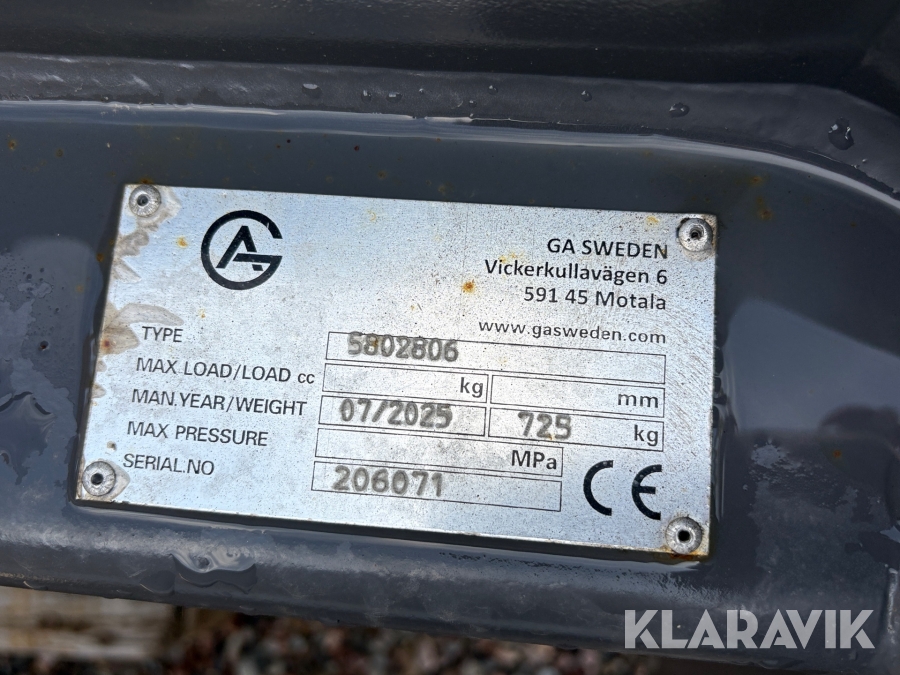 GA
GA SWEDEN
Vickerkullavägen 6
591 45 Motala
www.gasweden.com
TYPE 5802806
MAX LOAD/LOAD cc kg mm
MAN.YEAR/WEIGHT 07/2025 725 kg
MAX PRESSURE MPa
SERIAL.NO 206071
CE
KLARAVIK